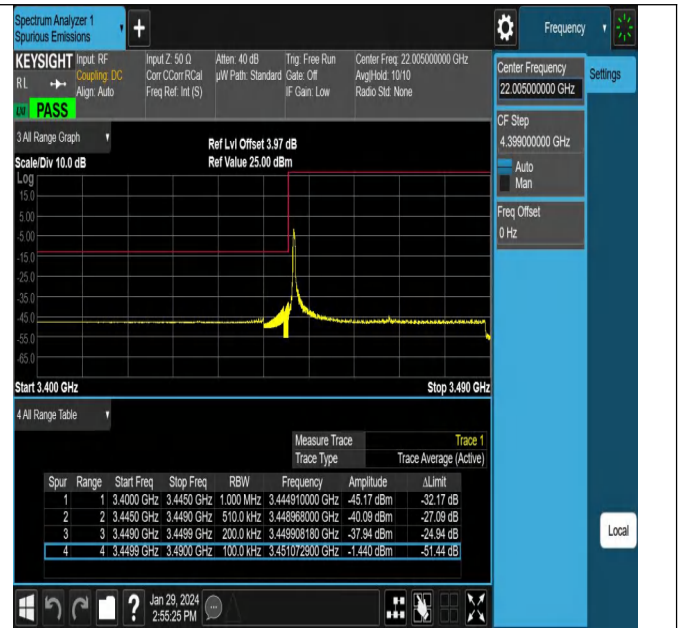 Spectrum Analyzer 1
Spurious Emissions
Frequency
KEYSIGHT Input: RF Input Z: 50 Ω Atten: 40 dB Trig: Free Run Center Freq: 22.005000000 GHz
RL Coupling: DC Corr CCorr RCal µW Path: Standard Gate: Off Avg|Hold: 10/10
Align: Auto Freq Ref: Int (S) IF Gain: Low Radio Std: None
PASS
Center Frequency
22.005000000 GHz
Settings
CF Step
4.399000000 GHz
Auto
Man
Freq Offset
0 Hz
3 All Range Graph
Ref Lvl Offset 3.97 dB
Scale/Div 10.0 dB Ref Value 25.00 dBm
Log
15.0
5.00
-5.00
-15.0
-25.0
-35.0
-45.0
-55.0
-65.0
Start 3.400 GHz Stop 3.490 GHz
4 All Range Table
Measure Trace Trace 1
Trace Type Trace Average (Active)
Spur Range Start Freq Stop Freq RBW Frequency Amplitude ΔLimit
1 1 3.4000 GHz 3.4450 GHz 1.000 MHz 3.444910000 GHz -45.17 dBm -32.17 dB
2 2 3.4450 GHz 3.4490 GHz 510.0 kHz 3.448968000 GHz -40.09 dBm -27.09 dB
3 3 3.4490 GHz 3.4499 GHz 200.0 kHz 3.449908180 GHz -37.94 dBm -24.94 dB
4 4 3.4499 GHz 3.4900 GHz 100.0 kHz 3.451072900 GHz -1.440 dBm -51.44 dB
Local
Jan 29, 2024
2:55:25 PM